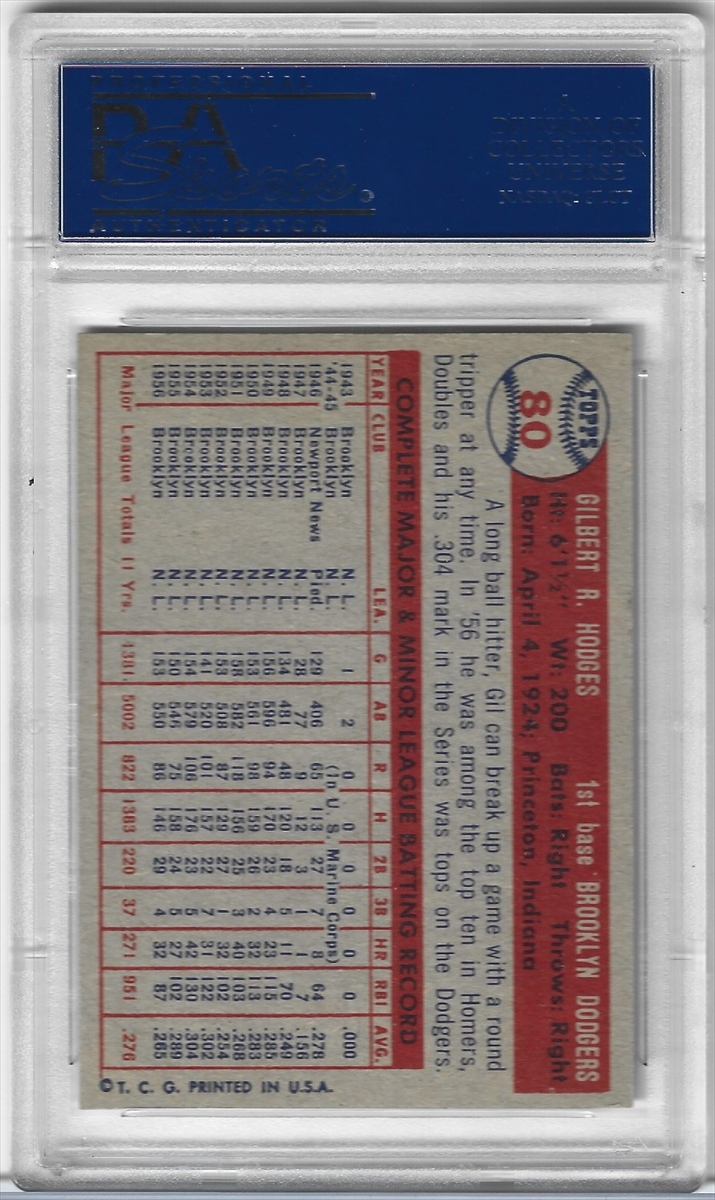 PROFESSIONAL
PSA
Sports
AUTHENTICATOR
A
DIVISION OF
COLLECTORS
UNIVERSE
NASDAQ: CLCT
TOPPS
80
GILBERT R. HODGES 1st base BROOKLYN DODGERS
Ht: 6'1½" Wt: 200 Bats: Right Throws: Right
Born: April 4, 1924; Princeton, Indiana
A long ball hitter, Gil can break up a game with a round
tripper at any time. In '56 he was among the top ten in Homers,
Doubles and his .304 mark in the Series was tops on the Dodgers.
COMPLETE MAJOR & MINOR LEAGUE BATTING RECORD
YEAR CLUB LEA. G AB R H 2B 3B HR RBI AVG.
1943 Brooklyn N. L. 1 2 0 0 0 0 0 0 .000
'44-45 Brooklyn N. L. (In U. S. Marine Corps)
1946 Newport News Pied. 129 406 65 113 27 7 8 64 .278
1947 Brooklyn N. L. 28 77 9 12 3 1 1 7 .156
1948 Brooklyn N. L. 134 481 48 120 18 5 11 70 .249
1949 Brooklyn N. L. 156 596 94 170 23 4 23 115 .285
1950 Brooklyn N. L. 153 561 98 159 26 2 32 113 .283
1951 Brooklyn N. L. 158 582 118 156 25 3 40 103 .268
1952 Brooklyn N. L. 153 508 87 129 27 1 32 102 .254
1953 Brooklyn N. L. 141 520 101 157 22 7 31 122 .302
1954 Brooklyn N. L. 154 579 106 176 23 5 42 130 .304
1955 Brooklyn N. L. 150 546 75 158 24 5 27 102 .289
1956 Brooklyn N. L. 153 550 86 146 29 4 32 87 .265
Major League Totals 11 Yrs. 1381 5002 822 1383 220 37 271 951 .276
© T. C. G. PRINTED IN U.S.A.